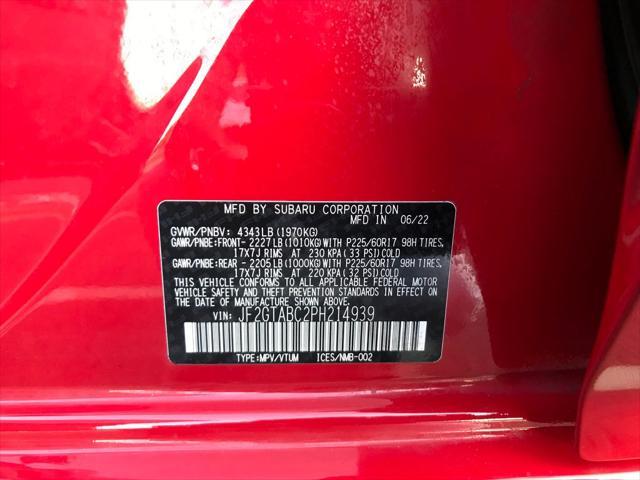 MFD BY SUBARU CORPORATION
MFD IN 06/22
GVWR/PNBV: 4343LB (1970KG)
GAWR/PNBE:FRONT- 2227 LB (1010KG) WITH P225/60R17 98H TIRES,
17X7J RIMS AT 230 KPA (33 PSI) COLD
GAWR/PNBE:REAR - 2205 LB (1000KG) WITH P225/60R17 98H TIRES,
17X7J RIMS AT 220 KPA (32 PSI) COLD
THIS VEHICLE CONFORMS TO ALL APPLICABLE FEDERAL MOTOR
VEHICLE SAFETY AND THEFT PREVENTION STANDARDS IN EFFECT ON
THE DATE OF MANUFACTURE SHOWN ABOVE.
VIN: JF2GTABC2PH214939
TYPE:MPV/VTUM ICES/NMB-002